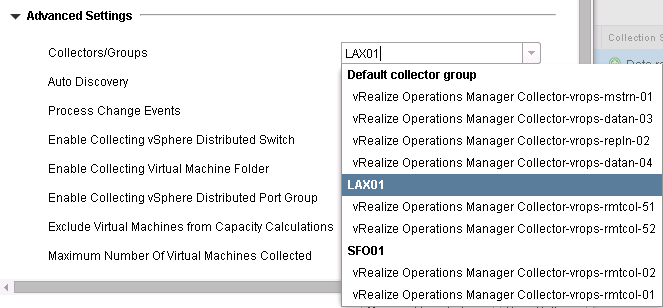 Advanced Settings
Collection S
Collectors/Groups
LAX01
Auto Discovery
Process Change Events
Enable Collecting vSphere Distributed Switch
Enable Collecting Virtual Machine Folder
Enable Collecting vSphere Distributed Port Group
Exclude Virtual Machines from Capacity Calculations
Maximum Number Of Virtual Machines Collected
Default collector group
vRealize Operations Manager Collector-vrops-mstrn-01
vRealize Operations Manager Collector-vrops-datan-03
vRealize Operations Manager Collector-vrops-repln-02
vRealize Operations Manager Collector-vrops-datan-04
LAX01
vRealize Operations Manager Collector-vrops-rmtcol-51
vRealize Operations Manager Collector-vrops-rmtcol-52
SFO01
vRealize Operations Manager Collector-vrops-rmtcol-02
vRealize Operations Manager Collector-vrops-rmtcol-01